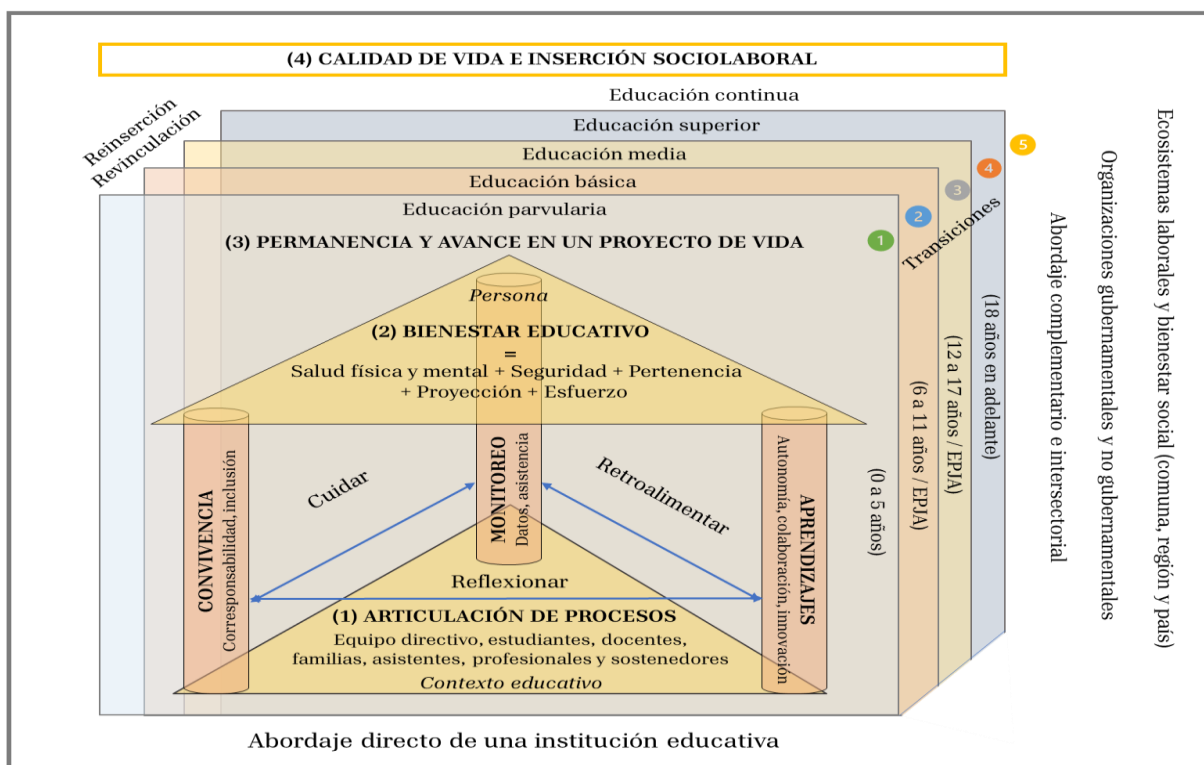 (4) CALIDAD DE VIDA E INSERCIÓN SOCIOLABORAL
Educación continua
Educación superior
Educación media
Educación básica
Educación parvularia
Reinserción
Revinculación
(3) PERMANENCIA Y AVANCE EN UN PROYECTO DE VIDA
1
2
3
4
5
Transiciones
Persona
(2) BIENESTAR EDUCATIVO
=
Salud física y mental + Seguridad + Pertenencia
+ Proyección + Esfuerzo
CONVIVENCIA
Corresponsabilidad, inclusión
Cuidar
MONITOREO
Datos, asistencia
Retroalimentar
APRENDIZAJES
Autonomía, colaboración, innovación
Reflexionar
(1) ARTICULACIÓN DE PROCESOS
Equipo directivo, estudiantes, docentes,
familias, asistentes, profesionales y sostenedores
Contexto educativo
(0 a 5 años)
(6 a 11 años / EPJA)
(12 a 17 años / EPJA)
(18 años en adelante)
Abordaje complementario e intersectorial
Organizaciones gubernamentales y no gubernamentales
Ecosistemas laborales y bienestar social (comuna, región y país)
Abordaje directo de una institución educativa